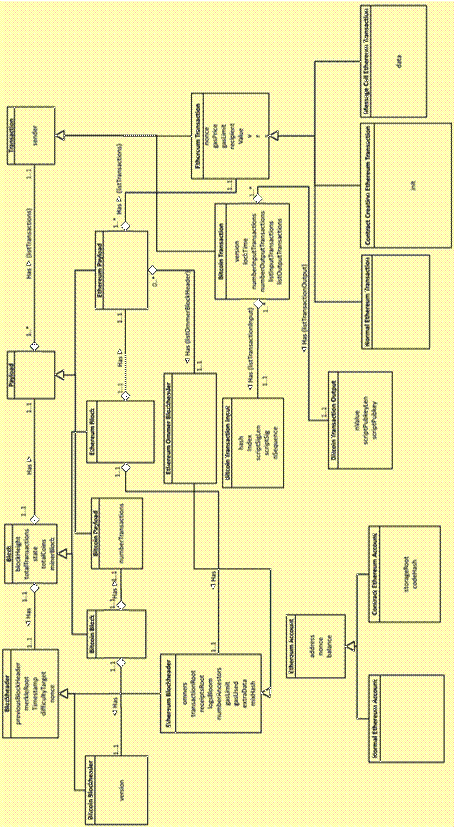 Transaction
sender
Ethereum Transaction
nonce
gasPrice
gasLimit
recipient
Value
v
r
Message Call Ethereum Transaction
data
Contract Creation Ethereum Transaction
init
Normal Ethereum Transaction
Has (listTransactions)
1..1
1..*
Has (listTransactions)
1..1
1..*
Ethereum Payload
Bitcoin Transaction
version
lockTime
numberInputTransactions
numberOutputTransactions
listInputTransactions
listOutputTransactions
1..*
Has (listTransactionOutput)
1..1
Bitcoin Transaction Output
nValue
scriptPubkeyLen
scriptPubkey
0..*
Has (listOmmerBlockHeader)
1..1
Ethereum Ommer Blockheader
1..*
Has (listTransactionInput)
1..1
Bitcoin Transaction Input
hash
index
scriptSigLen
scriptSig
nSequence
Payload
1..1
Has
1..1
Ethereum Block
1..1
Has
1..1
Bitcoin Payload
numberTransactions
1..1
Has
1..1
Block
blockHeight
totalTransactions
state
totalCoins
minerBlock
1..1
Has
1..1
Bitcoin Block
1..1
Has
1..1
1..1
Has
1..1
Blockheader
previousBlockHeader
merkleRoot
Timestamp
difficultyTarget
nonce
Ethereum Blockheader
ommers
transactionRoot
receiptsRoot
logsBloom
numberAncestors
gasLimit
gasUsed
extraData
mixHash
Bitcoin Blockheader
version
Ethereum Account
address
nonce
balance
Contract Ethereum Account
storageRoot
codeHash
Normal Ethereum Account